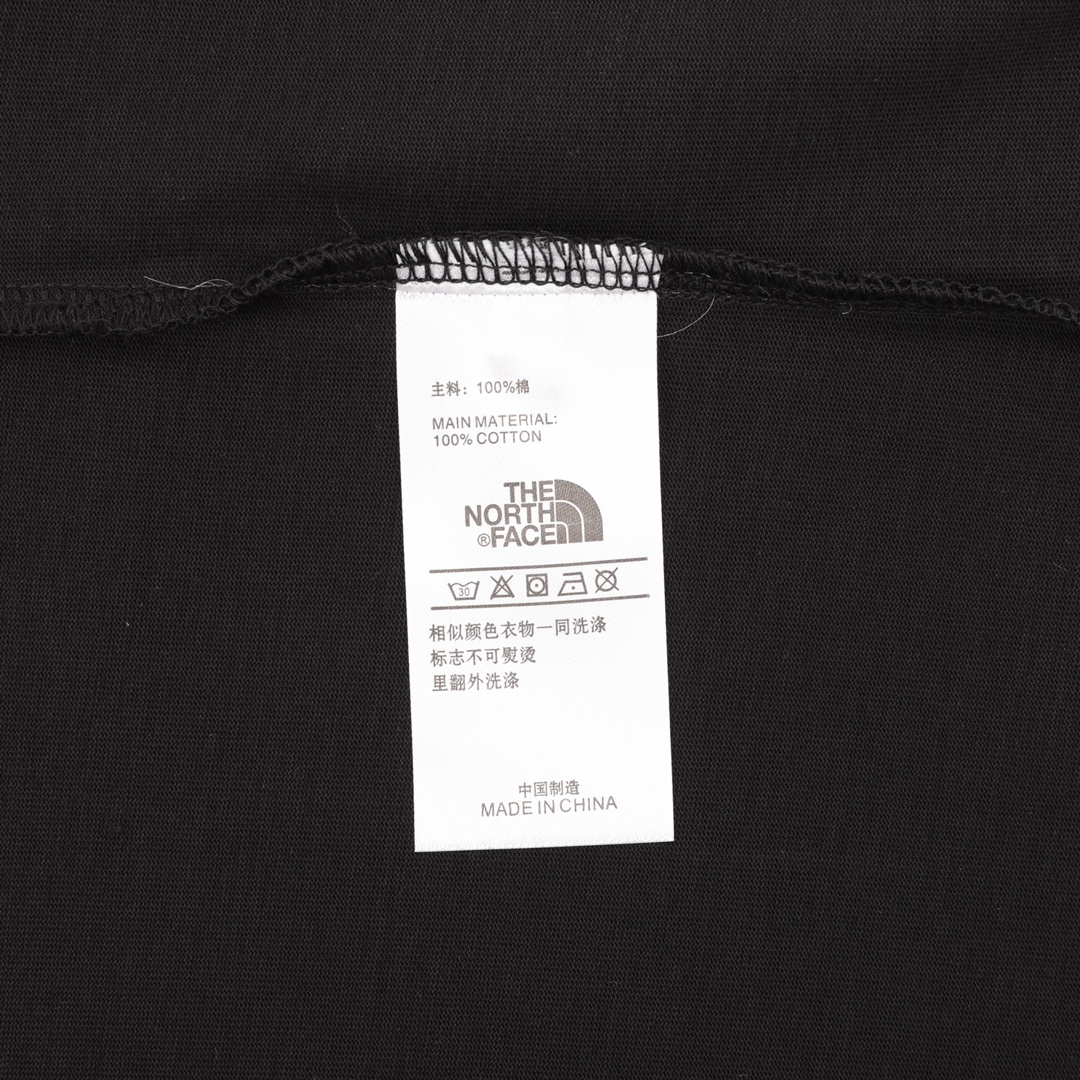 主料：100%棉
MAIN MATERIAL:
100% COTTON
THE
NORTH
®FACE
30
相似颜色衣物一同洗涤
标志不可熨烫
里翻外洗涤
中国制造
MADE IN CHINA